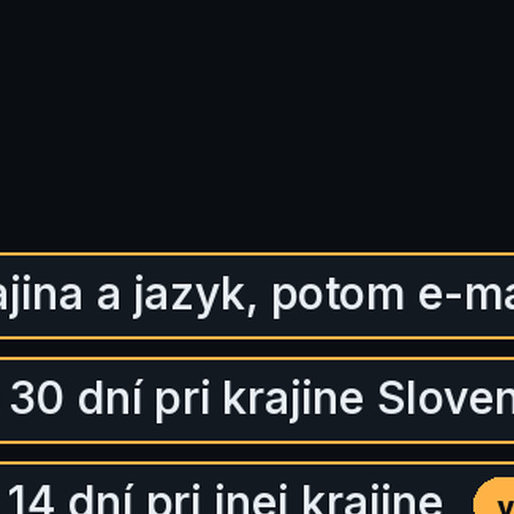 ajina a jazyk, potom e-ma
30 dní pri krajine Sloven
14 dní pri inej krajine